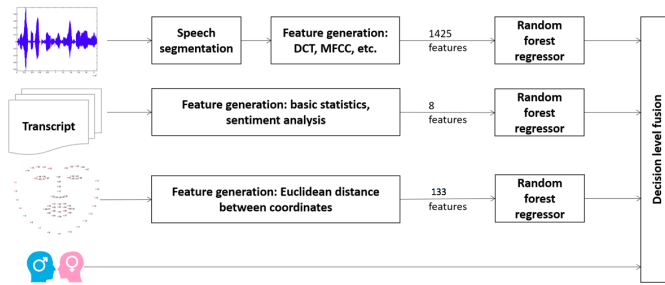 Speech
segmentation
Feature generation:
DCT, MFCC, etc.
1425
features
Random
forest
regressor
Transcript
Feature generation: basic statistics,
sentiment analysis
8
features
Random
forest
regressor
Feature generation: Euclidean distance
between coordinates
133
features
Random
forest
regressor
Decision level fusion